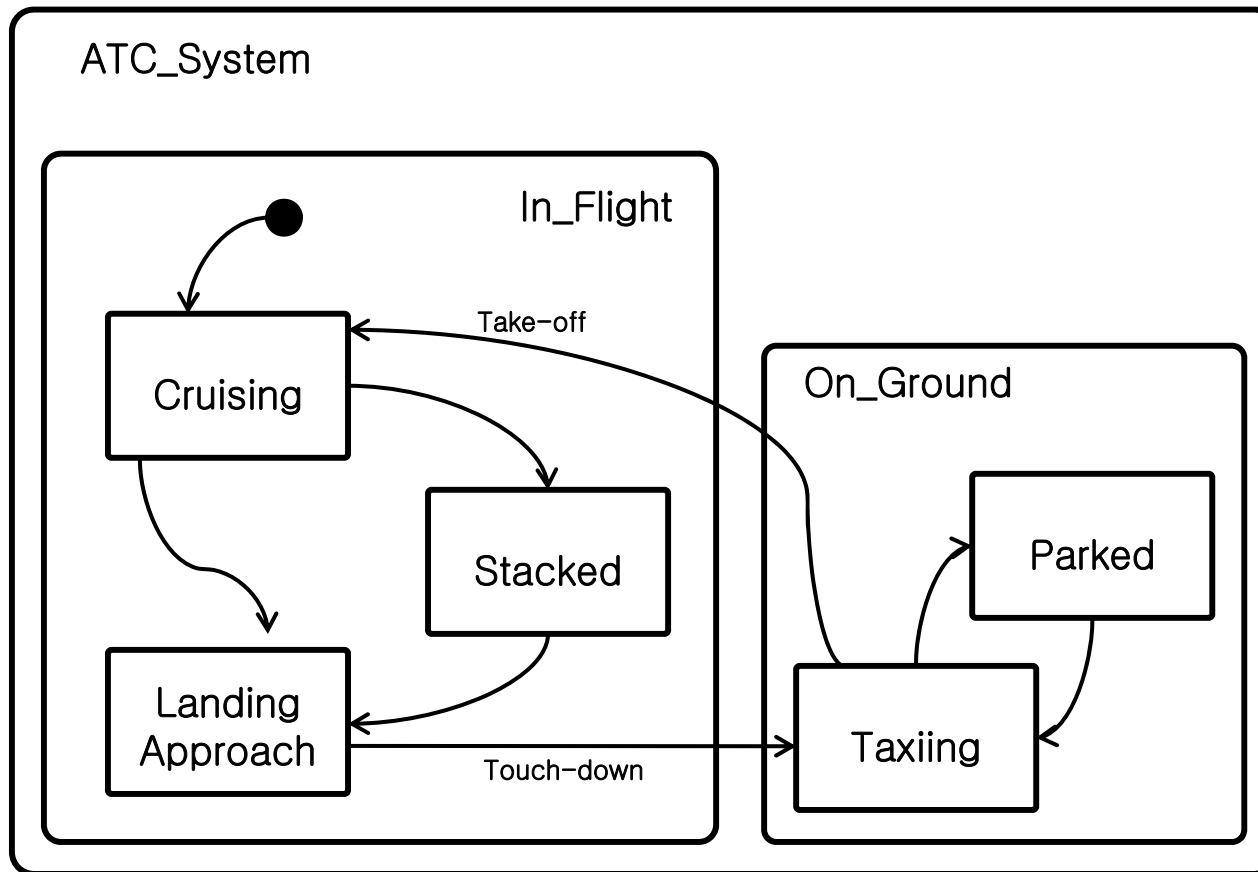 ATC_System
In_Flight
Take-off
Cruising
On_Ground
Stacked
Parked
Landing
Approach
Touch-down
Taxiing